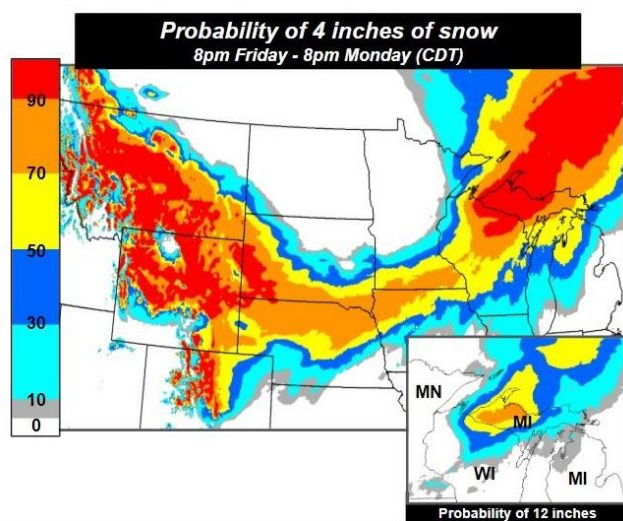 Probability of 4 inches of snow
8pm Friday - 8pm Monday (CDT)
90
70
50
30
10
0
MN
MI
WI
MI
Probability of 12 inches